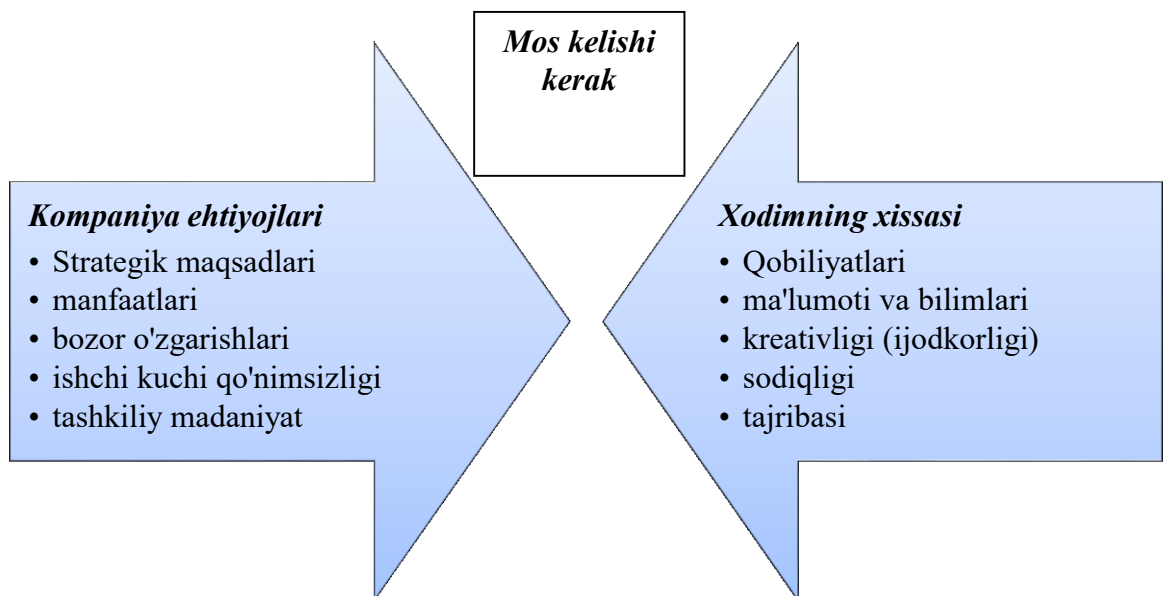 Mos kelishi
kerak
Kompaniya ehtiyojlari
• Strategik maqsadlari
• manfaatlari
• bozor o'zgarishlari
• ishchi kuchi qo'nimsizligi
• tashkiliy madaniyat
Xodimning xissasi
• Qobiliyatlari
• ma'lumoti va bilimlari
• kreativligi (ijodkorligi)
• sodiqligi
• tajribasi